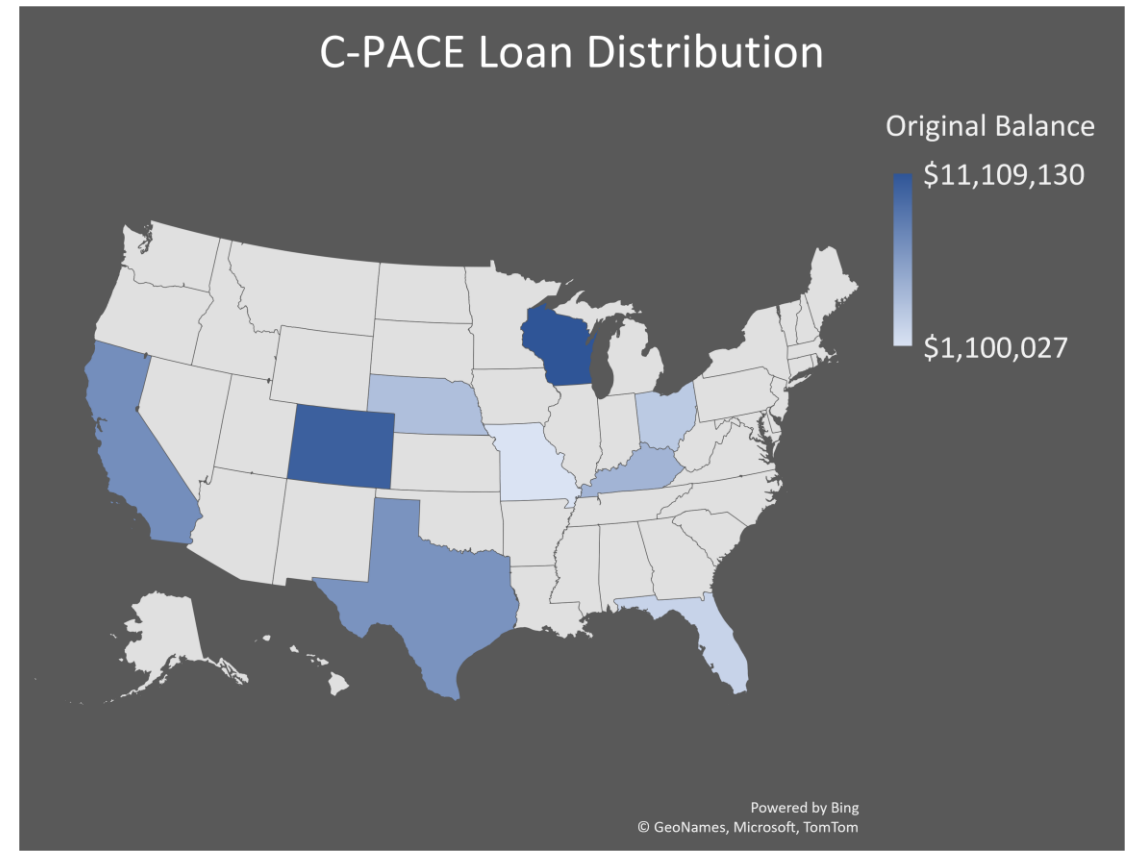 C-PACE Loan Distribution
Original Balance
$11,109,130
$1,100,027
Powered by Bing
© GeoNames, Microsoft, TomTom